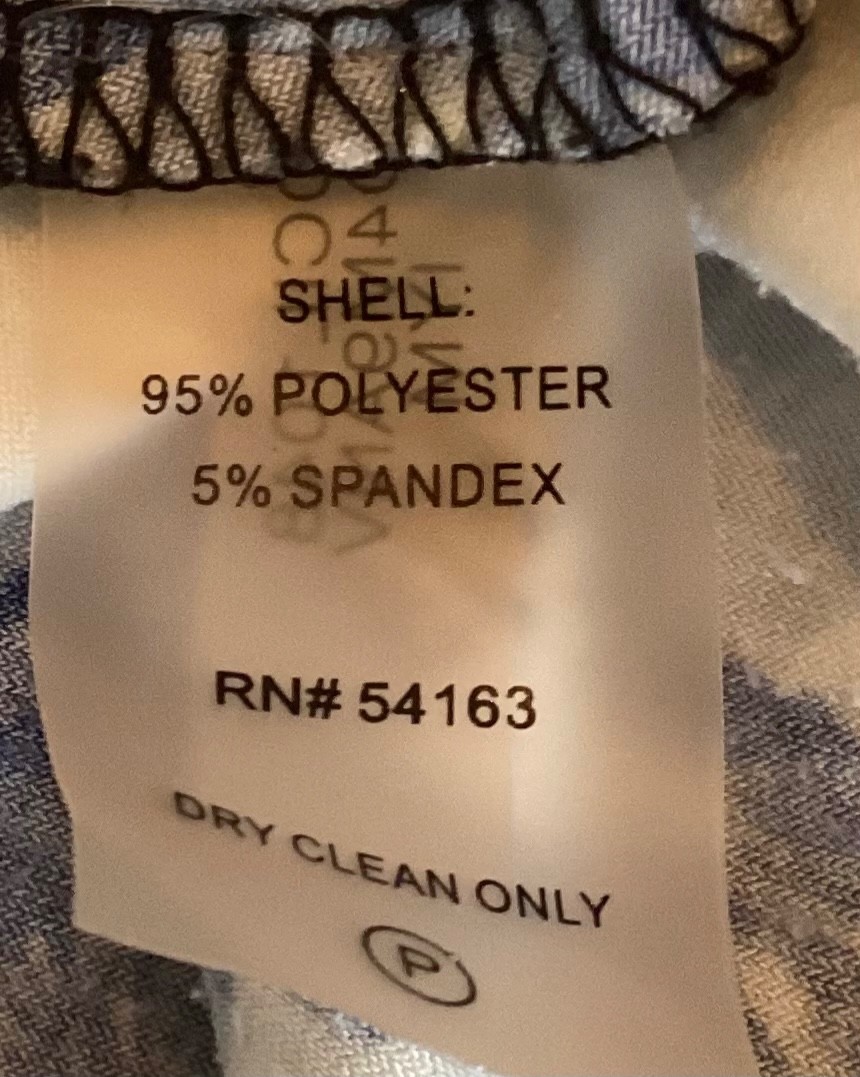 SHELL:
95% POLYESTER
5% SPANDEX
RN# 54163
DRY CLEAN ONLY
P